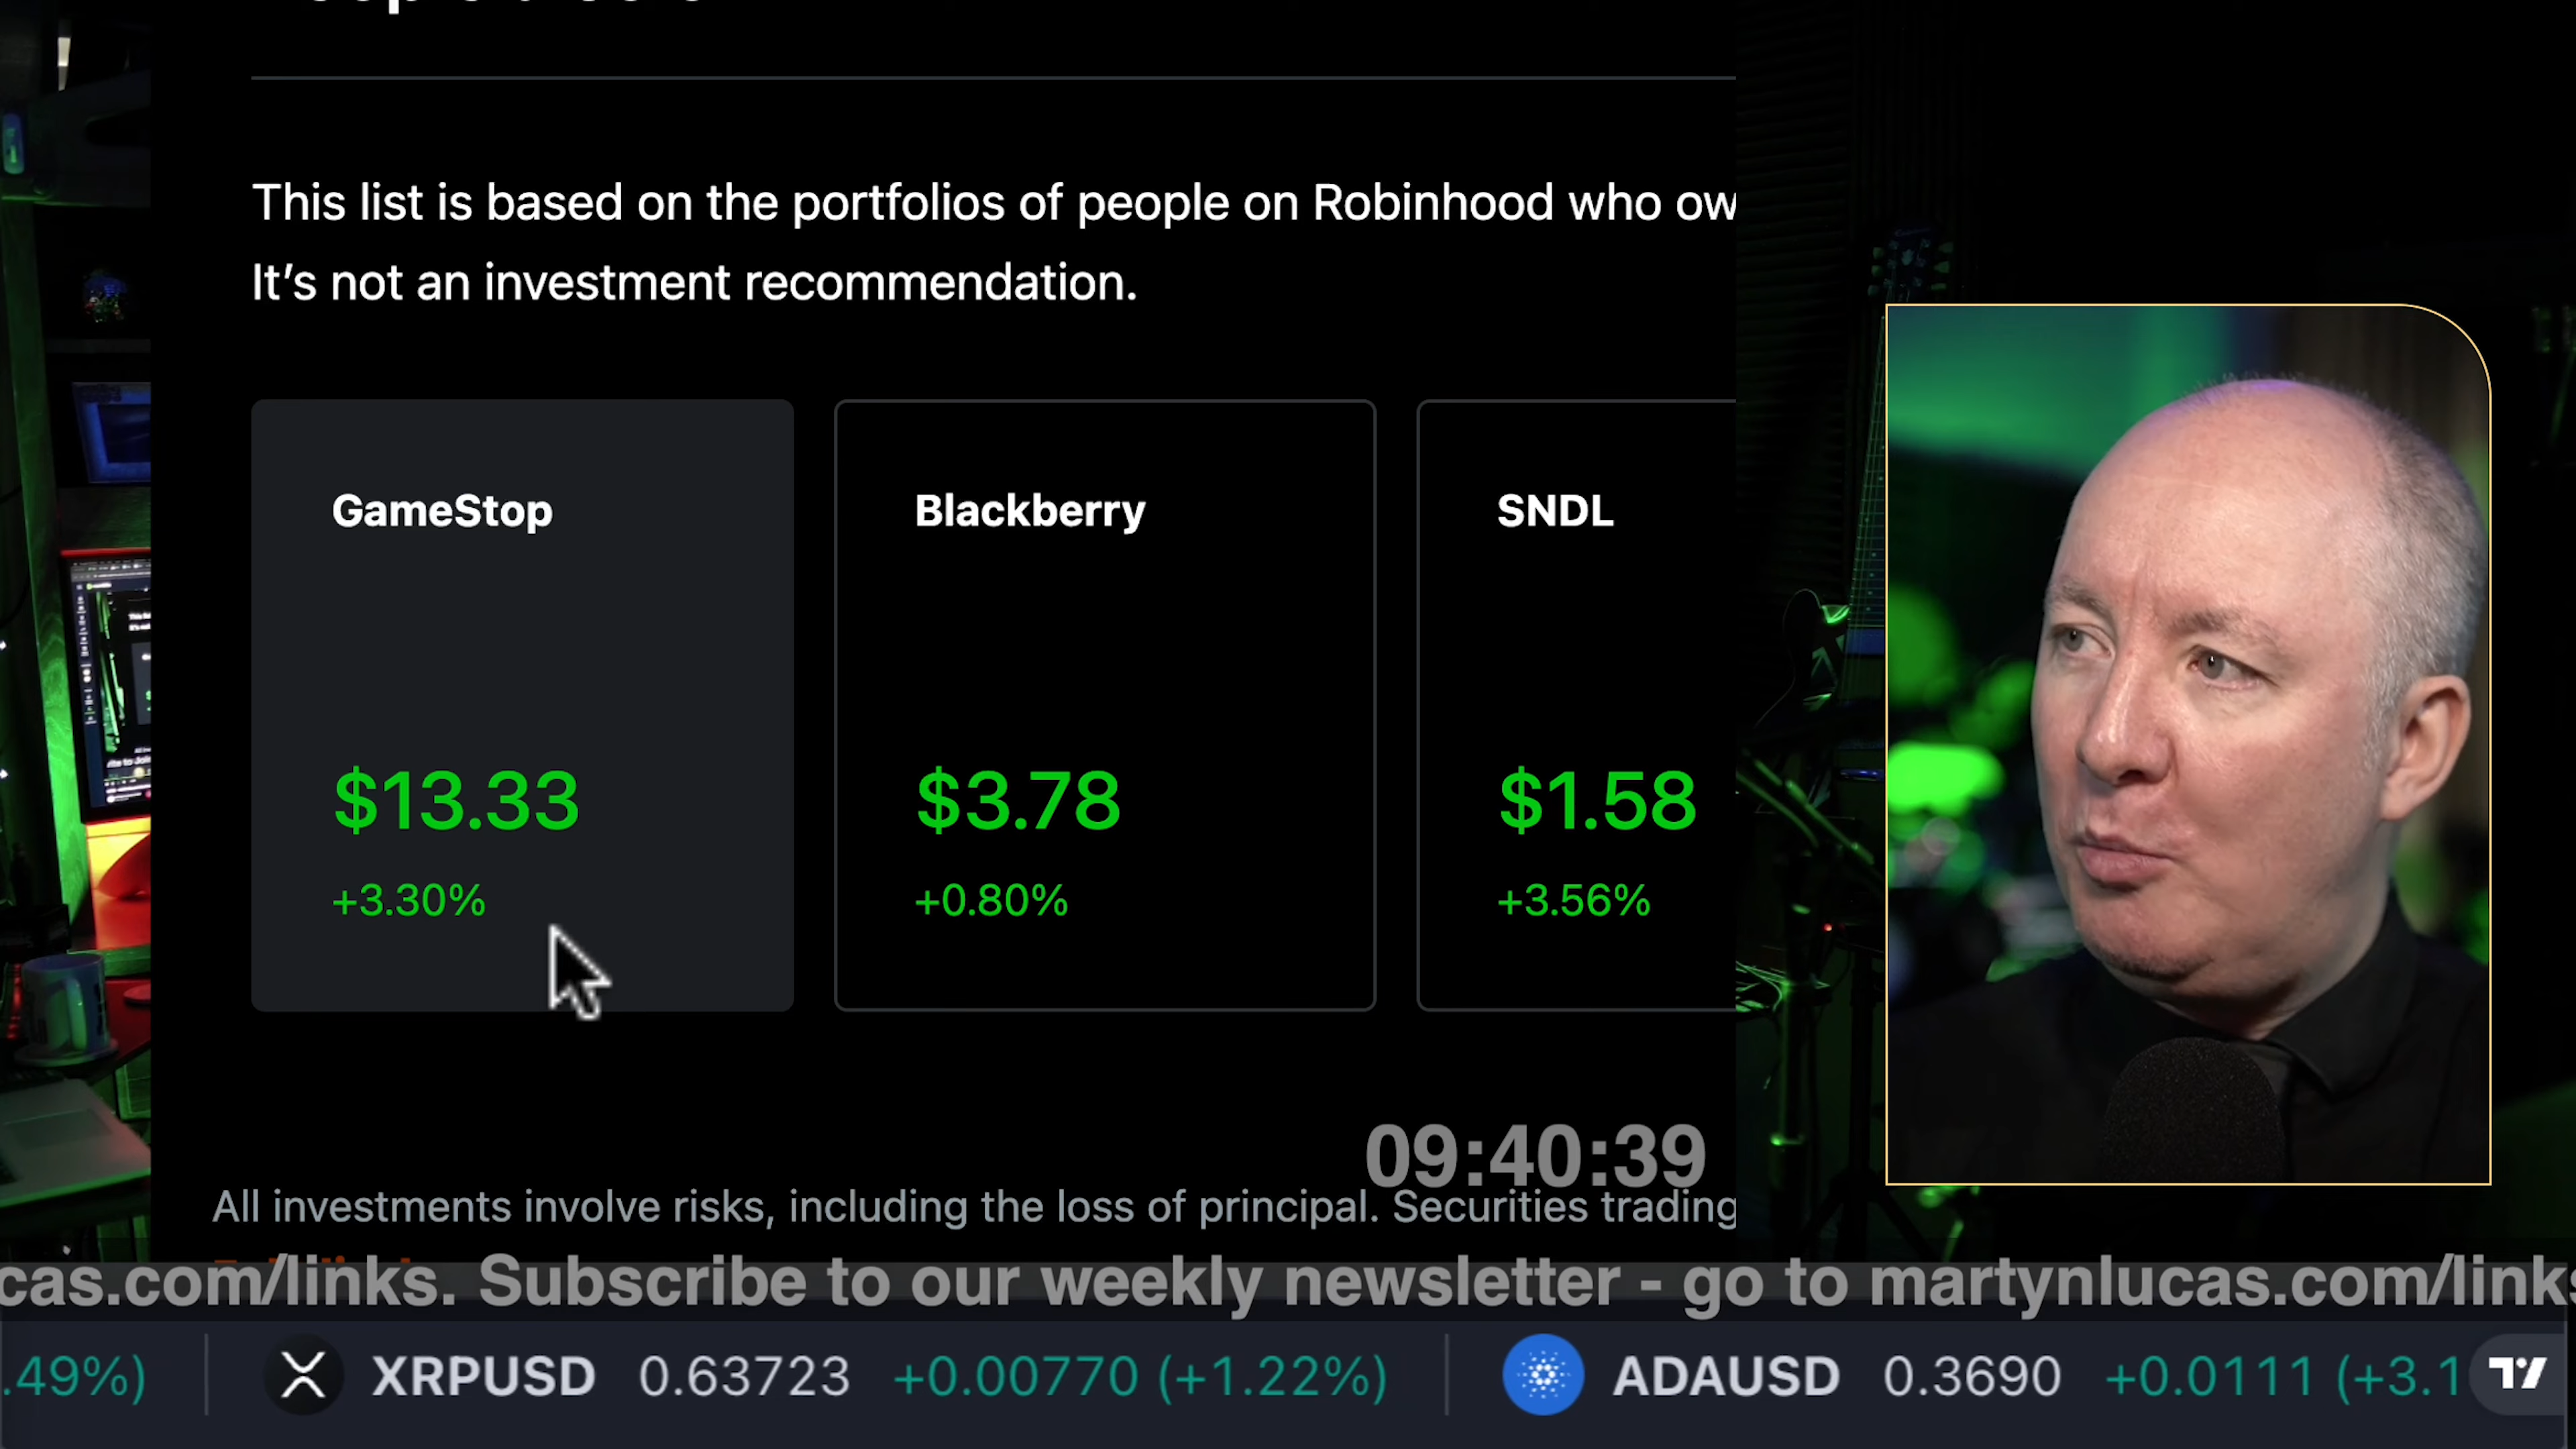 This list is based on the portfolios of people on Robinhood who ow
It's not an investment recommendation.
GameStop
Blackberry
SNDL
$13.33
$3.78
$1.58
+3.30%
+0.80%
+3.56%
09:40:39
All investments involve risks, including the loss of principal. Securities trading
cas.com/links. Subscribe to our weekly newsletter - go to martynlucas.com/links
.49%)
XRPUSD 0.63723 +0.00770 (+1.22%)
ADAUSD 0.3690 +0.0111 (+3.1